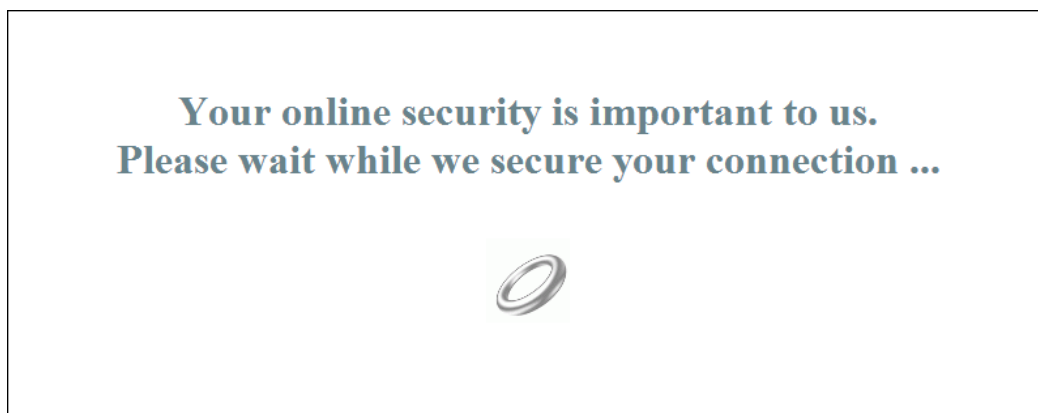 Your online security is important to us.
Please wait while we secure your connection ...